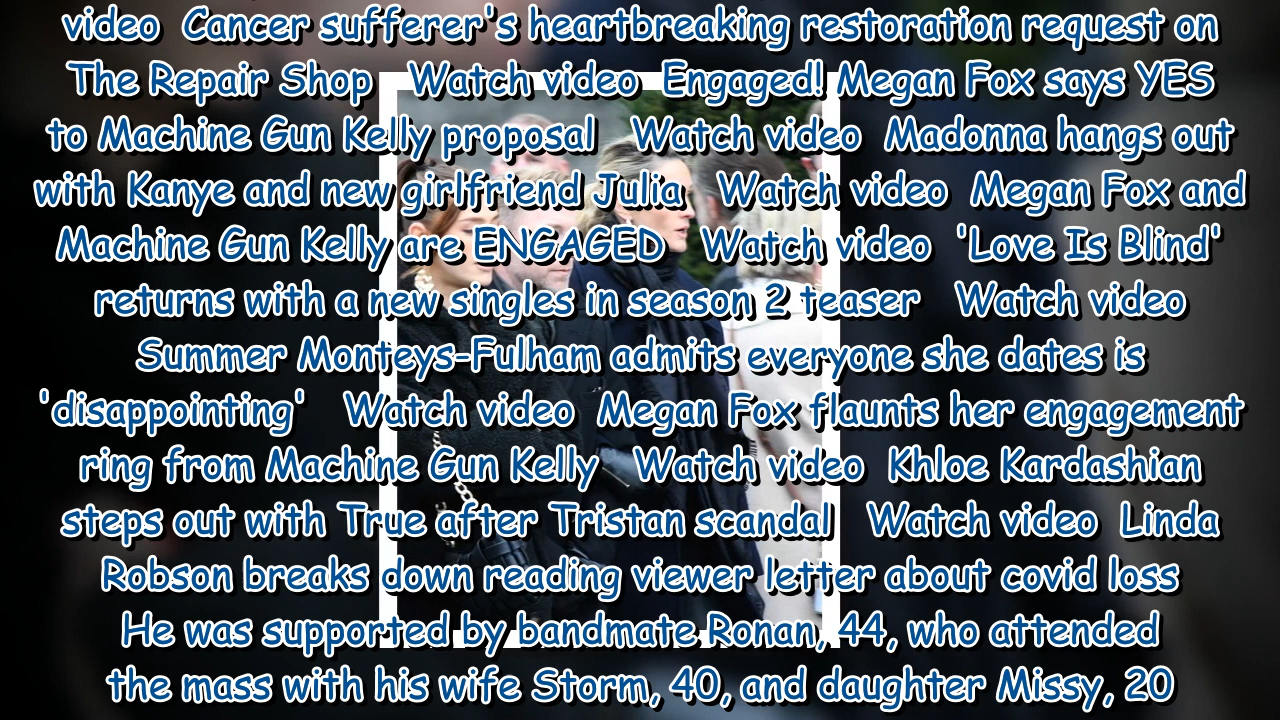 video Cancer sufferer's heartbreaking restoration request on
The Repair Shop Watch video Engaged! Megan Fox says YES
to Machine Gun Kelly proposal Watch video Madonna hangs out
with Kanye and new girlfriend Julia Watch video Megan Fox and
Machine Gun Kelly are ENGAGED Watch video 'Love Is Blind'
returns with a new singles in season 2 teaser Watch video
Summer Monteys-Fulham admits everyone she dates is
'disappointing' Watch video Megan Fox flaunts her engagement
ring from Machine Gun Kelly Watch video Khloe Kardashian
steps out with True after Tristan scandal Watch video Linda
Robson breaks down reading viewer letter about covid loss
He was supported by bandmate Ronan, 44, who attended
the mass with his wife Storm, 40, and daughter Missy, 20